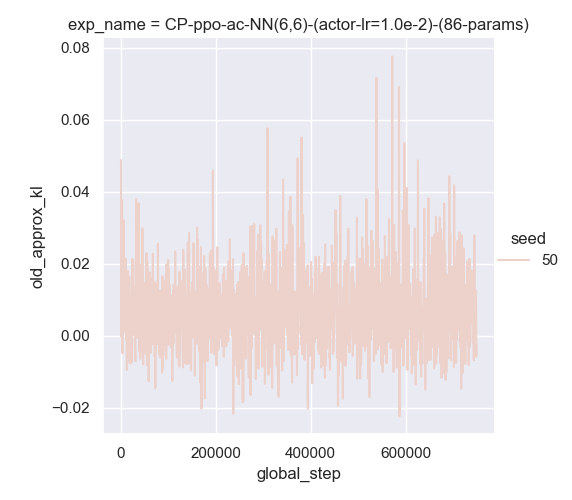 exp_name = CP-ppo-ac-NN(6,6)-(actor-lr=1.0e-2)-(86-params)
0.08
0.06
0.04
0.02
0.00
−0.02
old_approx_kl
0
200000
400000
600000
global_step
seed
50